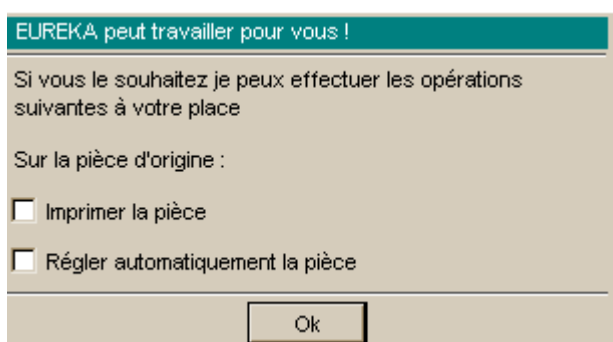 EUREKA peut travailler pour vous !
Si vous le souhaitez je peux effectuer les opérations
suivantes à votre place
Sur la pièce d'origine :
Imprimer la pièce
Régler automatiquement la pièce
Ok